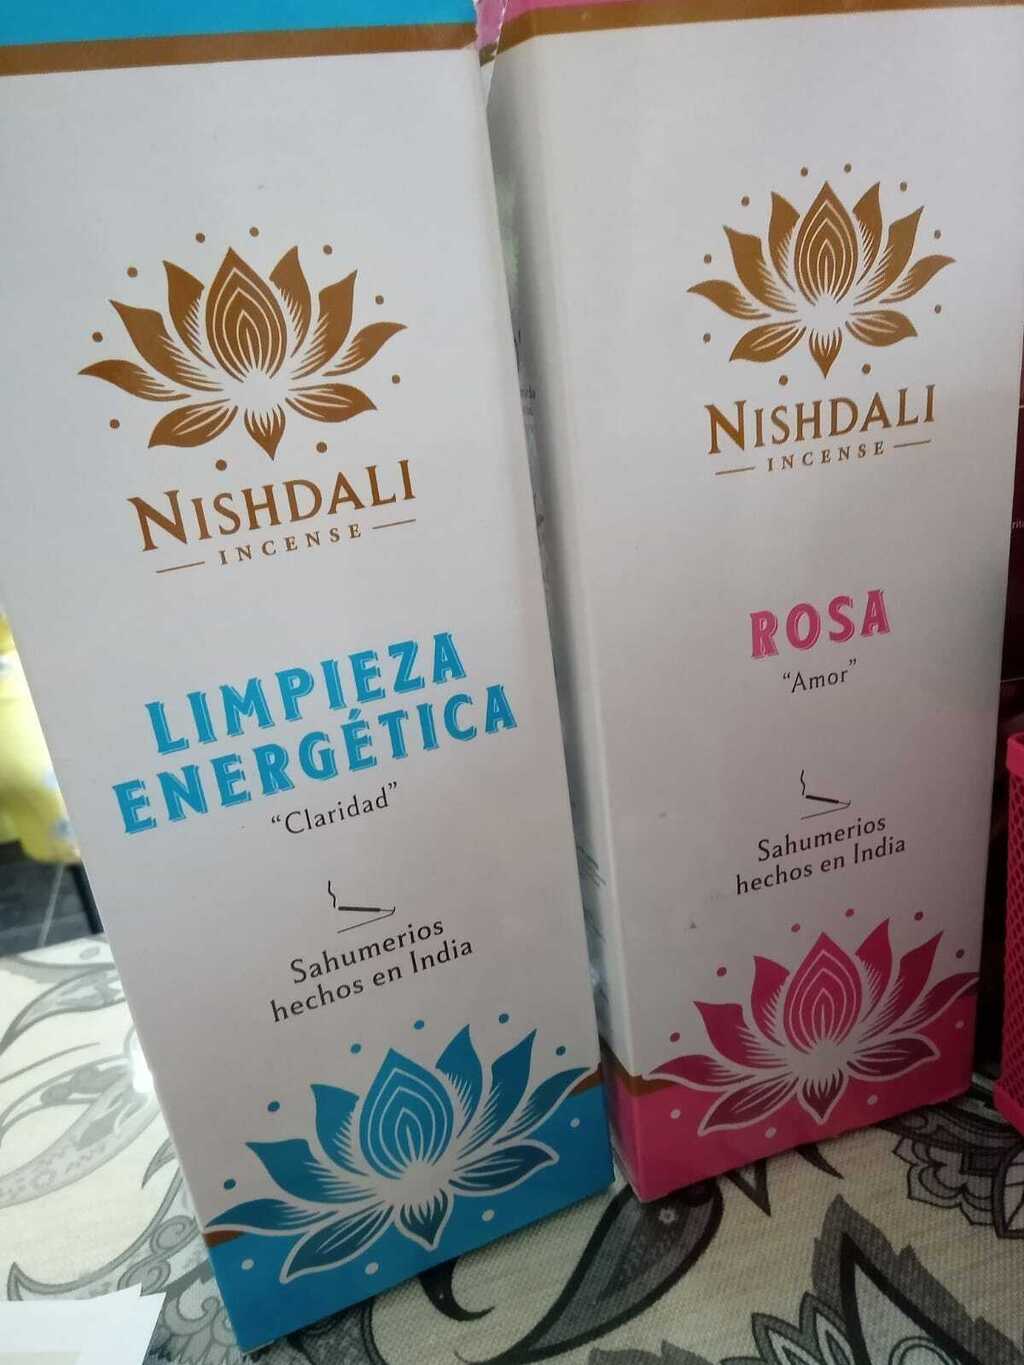 NISHDALI
INCENSE
LIMPIEZA
ENERGÉTICA
“Claridad”
Sahumerios
hechos en India
NISHDALI
INCENSE
ROSA
“Amor”
Sahumerios
hechos en India